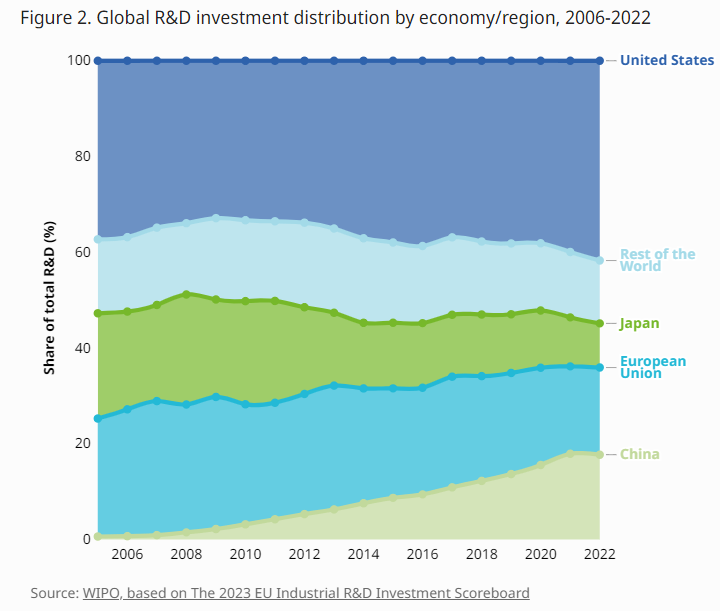 Figure 2. Global R&D investment distribution by economy/region, 2006-2022
Share of total R&D (%)
100
80
60
40
20
0
United States
Rest of the
World
Japan
European
Union
China
2006 2008 2010 2012 2014 2016 2018 2020 2022
Source: WIPO, based on The 2023 EU Industrial R&D Investment Scoreboard